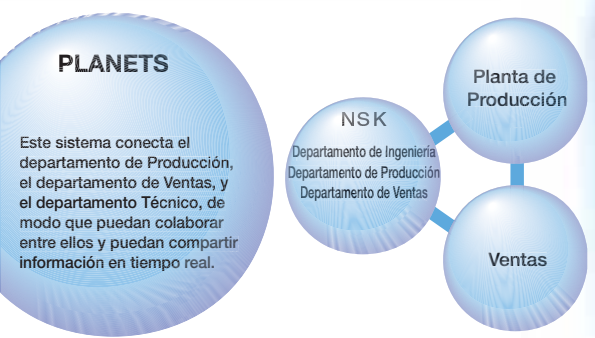 PLANETS
Este sistema conecta el
departamento de Producción,
el departamento de Ventas, y
el departamento Técnico, de
modo que puedan colaborar
entre ellos y puedan compartir
información en tiempo real.
NSK
Departamento de Ingeniería
Departamento de Producción
Departamento de Ventas
Planta de
Producción
Ventas